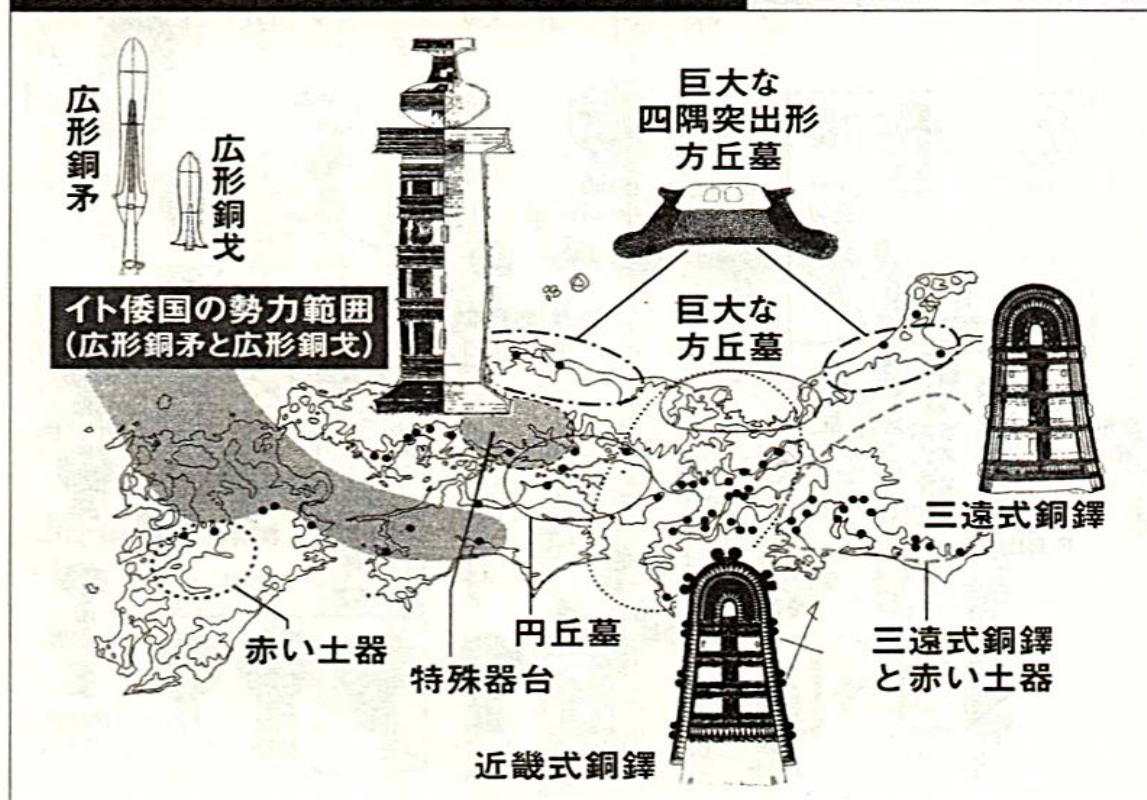 広形銅矛
広形銅戈
巨大な
四隅突出形
方丘墓
イト倭国の勢力範囲
(広形銅矛と広形銅戈)
巨大な
方丘墓
三遠式銅鐸
赤い土器
特殊器台
円丘墓
三遠式銅鐸
と赤い土器
近畿式銅鐸